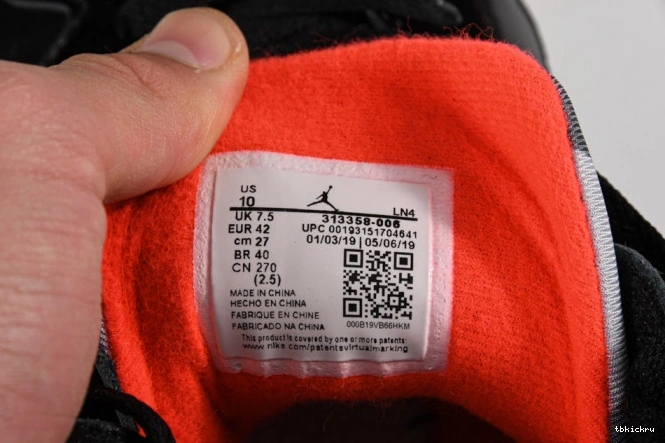 US
10
LN4
UK 7.5
313358-006
EUR 42
UPC 00193151704641
cm 27
01/03/19 | 05/06/19
BR 40
CN 270
(2.5)
MADE IN CHINA
HECHO EN CHINA
FABRIQUE EN CHINE
FABRICADO NA CHINA
000B19VB66HKM
This product is covered by one or more patents
www.nike.com/patentsvirtualmarking
tbkickru